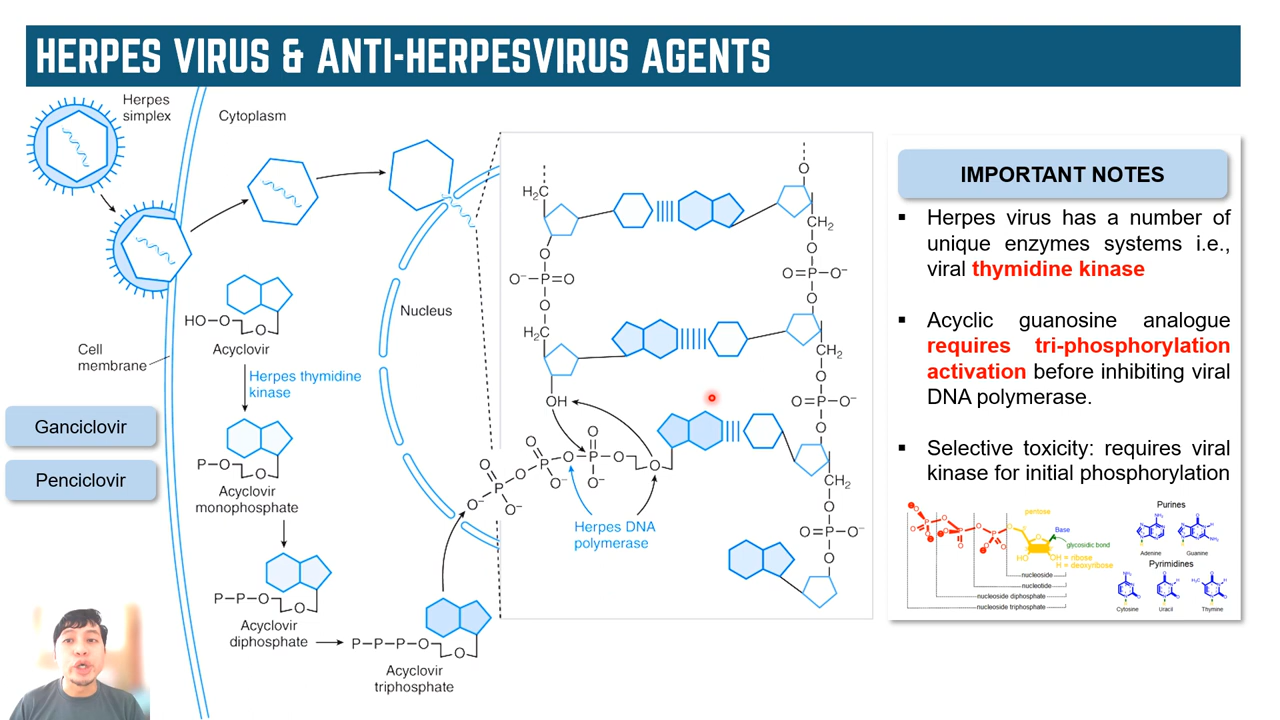 HERPES VIRUS & ANTI-HERPESVIRUS AGENTS
Herpes
simplex
Cytoplasm
Nucleus
HO—O
O
Acyclovir
Cell
membrane
Herpes thymidine
kinase
Ganciclovir
Penciclovir
P—O
O
Acyclovir
monophosphate
P—P—O
O
Acyclovir
diphosphate
P—P—P—O
O
Acyclovir
triphosphate
H₂C
O
O⁻—P=O
O
H₂C
OH
O
CH₂
O
O=P—O⁻
O
CH₂
O
O=P—O⁻
O
CH₂
O
O=P—O⁻
O
O⁻ P O O⁻ O P O O⁻ O P O O⁻ O O
Herpes DNA
polymerase
IMPORTANT NOTES
▪ Herpes virus has a number of
unique enzymes systems i.e.,
viral thymidine kinase
▪ Acyclic guanosine analogue
requires tri-phosphorylation
activation before inhibiting viral
DNA polymerase.
▪ Selective toxicity: requires viral
kinase for initial phosphorylation
pentose
Base
glycosidic bond
HO
OH = ribose
H = deoxyribose
nucleoside
nucleotide
nucleoside diphosphate
nucleoside triphosphate
Purines
Adenine
Guanine
Pyrimidines
Cytosine
Uracil
Thymine